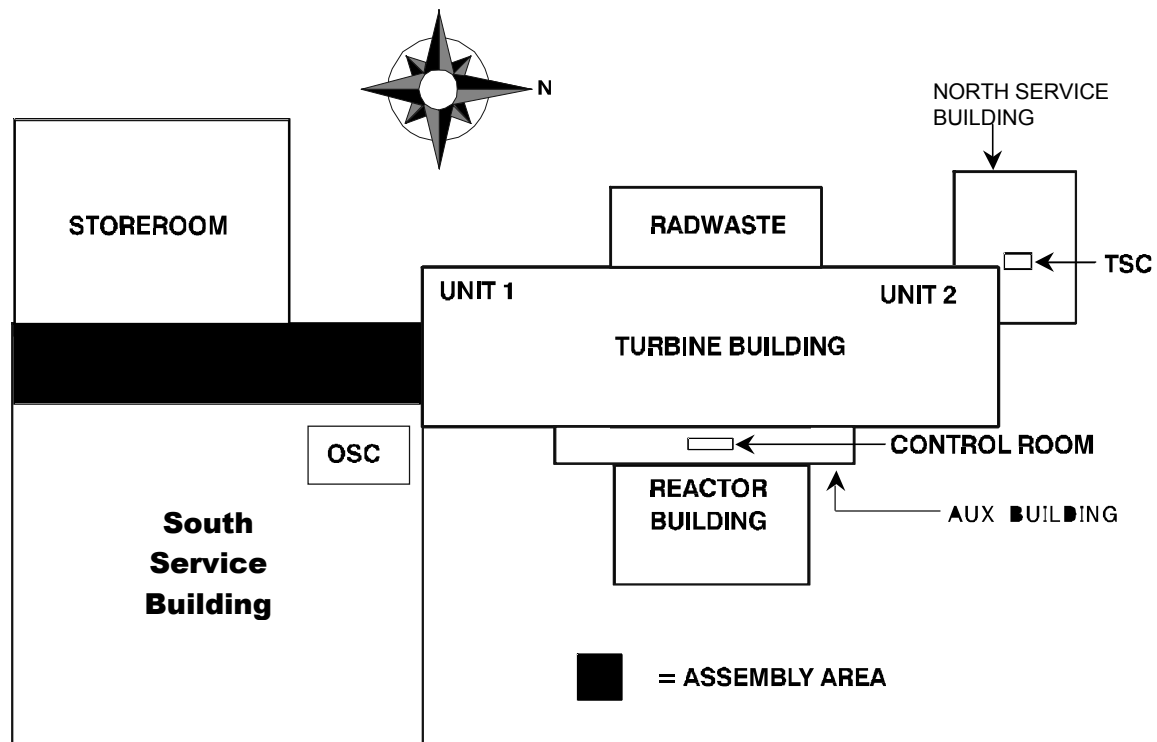 N
NORTH SERVICE
BUILDING
STOREROOM
RADWASTE
TSC
UNIT 1
UNIT 2
TURBINE BUILDING
OSC
CONTROL ROOM
REACTOR
BUILDING
AUX BUILDING
South
Service
Building
= ASSEMBLY AREA